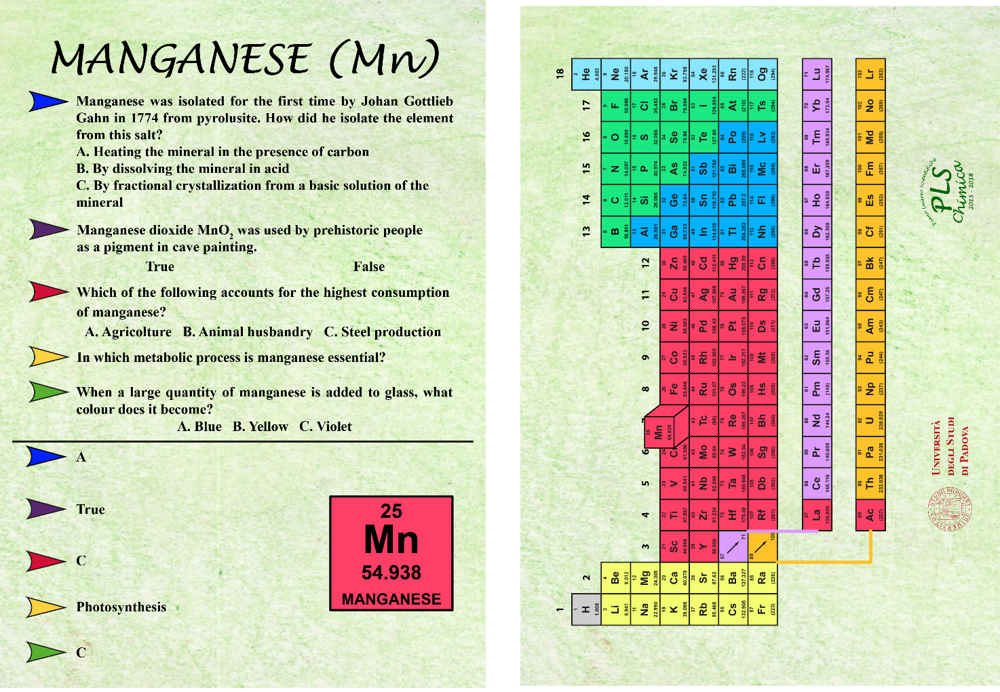 MANGANESE (Mn)
Manganese was isolated for the first time by Johan Gottlieb
Gahn in 1774 from pyrolusite. How did he isolate the element
from this salt?
A. Heating the mineral in the presence of carbon
B. By dissolving the mineral in acid
C. By fractional crystallization from a basic solution of the
mineral
Manganese dioxide MnO2 was used by prehistoric people
as a pigment in cave painting.
True False
Which of the following accounts for the highest consumption
of manganese?
A. Agricolture B. Animal husbandry C. Steel production
In which metabolic process is manganese essential?
When a large quantity of manganese is added to glass, what
colour does it become?
A. Blue B. Yellow C. Violet
A
True
C
Photosynthesis
C
25
Mn
54.938
MANGANESE
1 18
1 2
H He
1.008 4.003
2 13 14 15 16 17
3 4 5 6 7 8 9 8
Li Be B C N O F Ne
6.941 9.012 10.811 12.011 14.007 15.999 18.998 20.180
11 12 13 14 15 16 17 18
Na Mg Al Si P S Cl Ar
22.990 24.305 26.981 28.086 30.974 32.066 35.453 39.948
3 4 5 6 7 8 9 10 11 12
19 20 21 22 23 24 25 26 27 28 29 30 31 32 33 34 35 36
K Ca Sc Ti V Cr Mn Fe Co Ni Cu Zn Ga Ge As Se Br Kr
39.098 40.078 44.956 47.867 50.941 51.995 54.938 55.846 58.933 58.693 63.546 65.409 69.723 72.64 74.922 78.96 79.904 83.798
37 38 39 40 41 42 43 44 45 46 47 48 49 50 51 52 53 54
Rb Sr Y Zr Nb Mo Tc Ru Rh Pd Ag Cd In Sn Sb Te I Xe
85.468 87.62 88.906 91.224 92.906 95.94 (98) 101.07 102.905 106.42 107.868 112.411 114.818 118.710 121.760 127.60 126.904 131.293
55 56 57 71 72 73 74 75 76 77 78 79 80 81 82 83 84 85 86
Cs Ba Hf Ta W Re Os Ir Pt Au Hg Tl Pb Bi Po At Rn
132.905 137.327 178.49 180.948 183.84 186.207 190.23 192.217 195.078 196.967 200.59 204.383 207.2 208.980 (209) (210) (222)
87 88 89 103 107 105 106 107 108 109 110 111 112 113 114 115 116 117 118
Fr Ra Rf Db Sg Bh Hs Mt Ds Rg Cn Nh Fl Mc Lv Ts Og
(223) (226) (261) (262) (266) (264) (269) (268) (271) (272) (285) (286) (289) (288) (292) (294) (294)
57 58 59 60 61 62 63 64 65 66 67 68 69 70 71
La Ce Pr Nd Pm Sm Eu Gd Tb Dy Ho Er Tm Yb Lu
138.905 140.116 140.908 144.24 (145) 150.36 151.964 157.25 158.925 162.500 164.930 167.259 168.934 173.04 174.967
89 90 91 92 93 94 95 96 97 98 99 100 101 102 103
Ac Th Pa U Np Pu Am Cm Bk Cf Es Fm Md No Lr
(227) 232.038 231.036 238.029 (237) (244) (243) (247) (247) (251) (252) (257) (258) (259) (262)
UNIVERSITÀ
DEGLI STUDI
DI PADOVA
Piano Lauree Scientifiche
PLS
Chimica
2015 - 2018